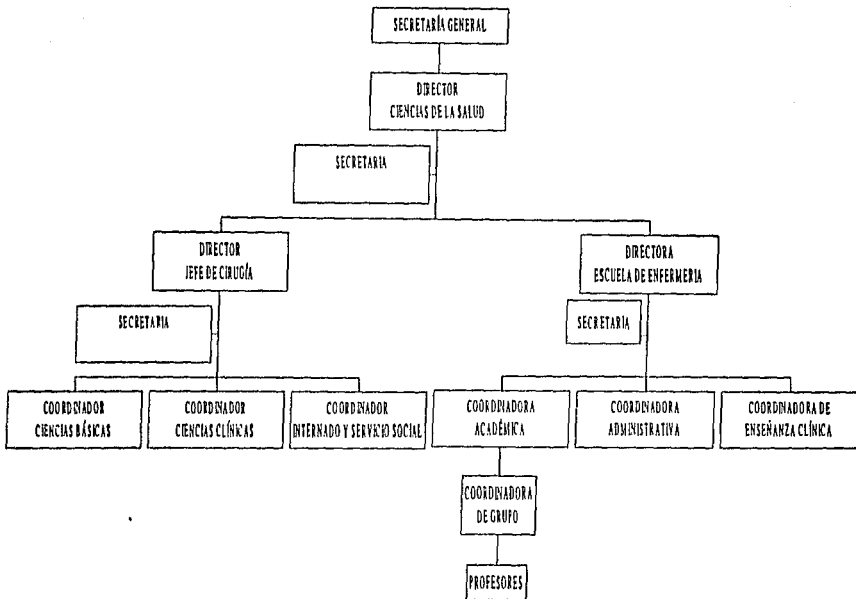 SECRETARÍA GENERAL
DIRECTOR
CIENCIAS DE LA SALUD
SECRETARIA
DIRECTOR
JEFE DE CIRUGÍA
DIRECTORA
ESCUELA DE ENFERMERIA
SECRETARIA
SECRETARIA
COORDINADOR
CIENCIAS BÁSICAS
COORDINADOR
CIENCIAS CLÍNICAS
COORDINADOR
INTERNADO Y SERVICIO SOCIAL
COORDINADORA
ACADÉMICA
COORDINADORA
ADMINISTRATIVA
COORDINADORA DE
ENSEÑANZA CLÍNICA
COORDINADORA
DE GRUPO
PROFESORES